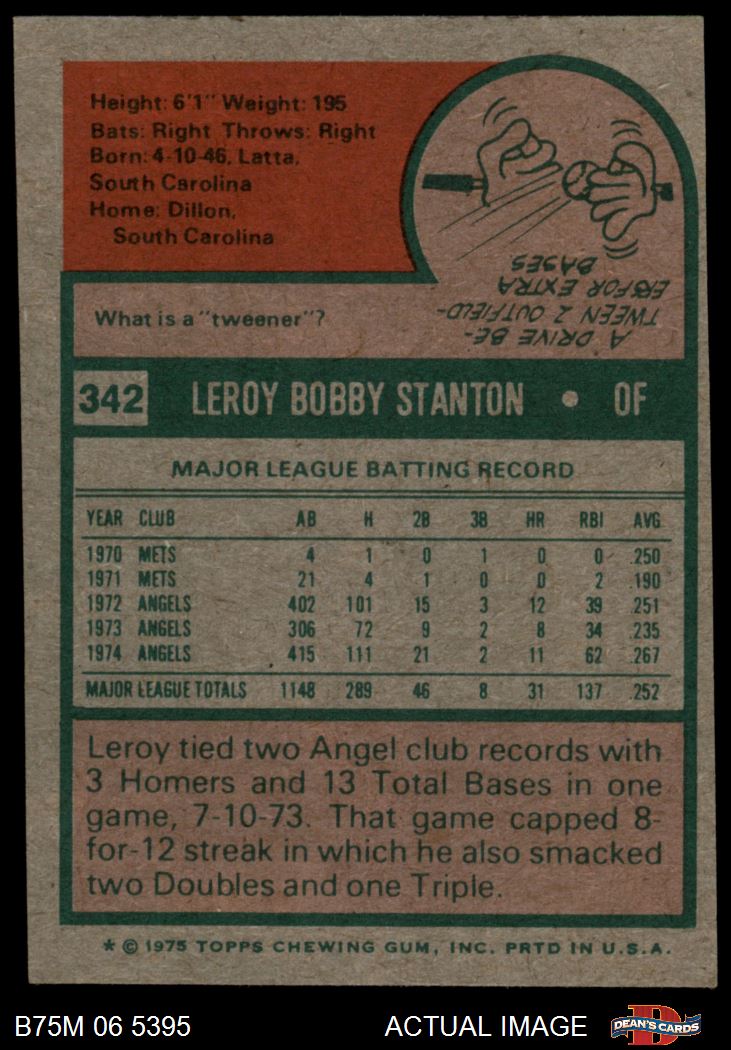 Height: 6'1" Weight: 195
Bats: Right Throws: Right
Born: 4-10-46, Latta,
South Carolina
Home: Dillon,
South Carolina
What is a "tweener"?
A DRIVE BE-
TWEEN 2 OUTFIELD-
ERS FOR EXTRA
BASES
342 LEROY BOBBY STANTON • OF
MAJOR LEAGUE BATTING RECORD
YEAR CLUB AB H 2B 3B HR RBI AVG
1970 METS 4 1 0 1 0 0 .250
1971 METS 21 4 1 0 0 2 .190
1972 ANGELS 402 101 15 3 12 39 .251
1973 ANGELS 306 72 9 2 8 34 .235
1974 ANGELS 415 111 21 2 11 62 .267
MAJOR LEAGUE TOTALS 1148 289 46 8 31 137 .252
Leroy tied two Angel club records with
3 Homers and 13 Total Bases in one
game, 7-10-73. That game capped 8-
for-12 streak in which he also smacked
two Doubles and one Triple.
* © 1975 TOPPS CHEWING GUM, INC. PRTD IN U.S.A.
B75M 06 5395 ACTUAL IMAGE D DEAN'S CARDS